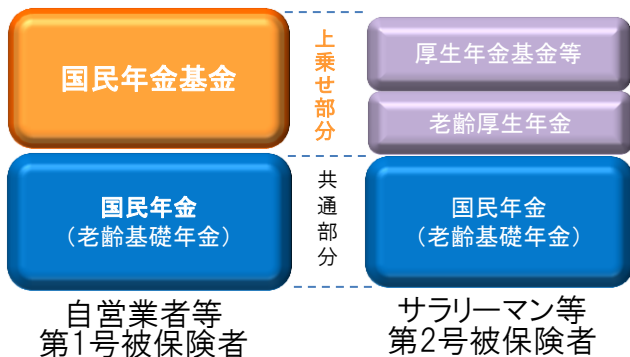 国民年金基金
国民年金
（老齢基礎年金）
自営業者等
第1号被保険者
上乗せ部分
共通部分
厚生年金基金等
老齢厚生年金
国民年金
（老齢基礎年金）
サラリーマン等
第2号被保険者